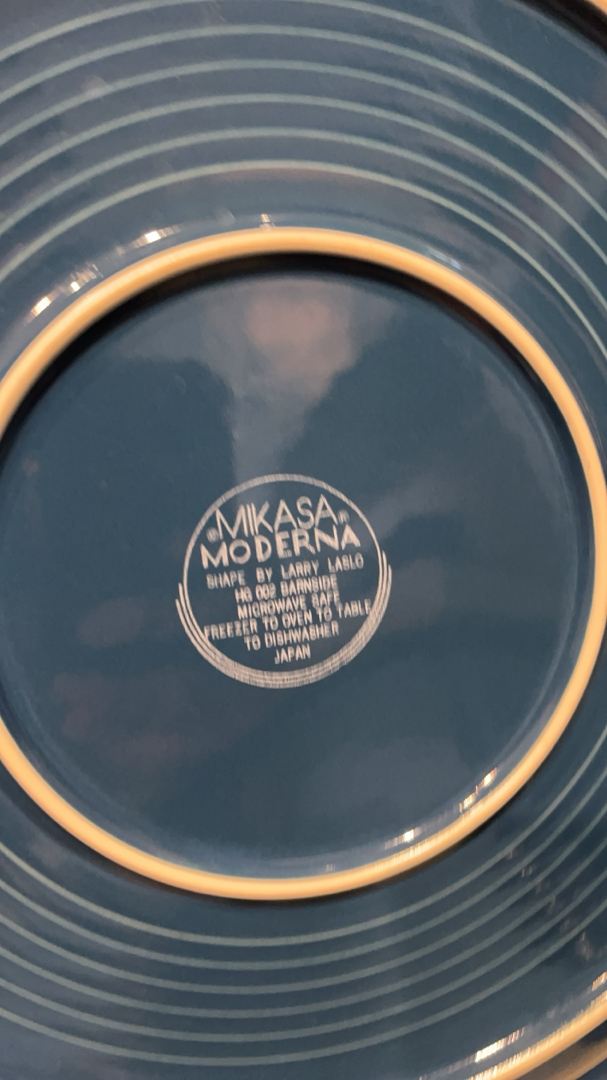 MIKASA®
MODERNA
SHAPE BY LARRY LASLO
HG 002 BARNSIDE
MICROWAVE SAFE
FREEZER TO OVEN TO TABLE
TO DISHWASHER
JAPAN